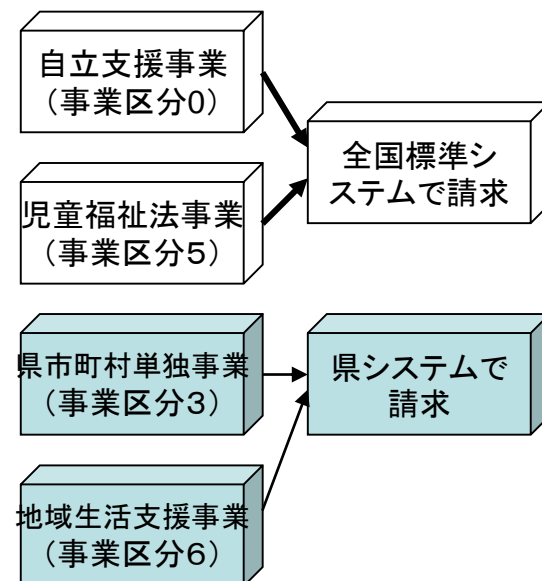 自立支援事業
（事業区分0）
全国標準シ
ステムで請求
児童福祉法事業
（事業区分５）
県市町村単独事業
（事業区分３）
県システムで
請求
地域生活支援事業
（事業区分６）